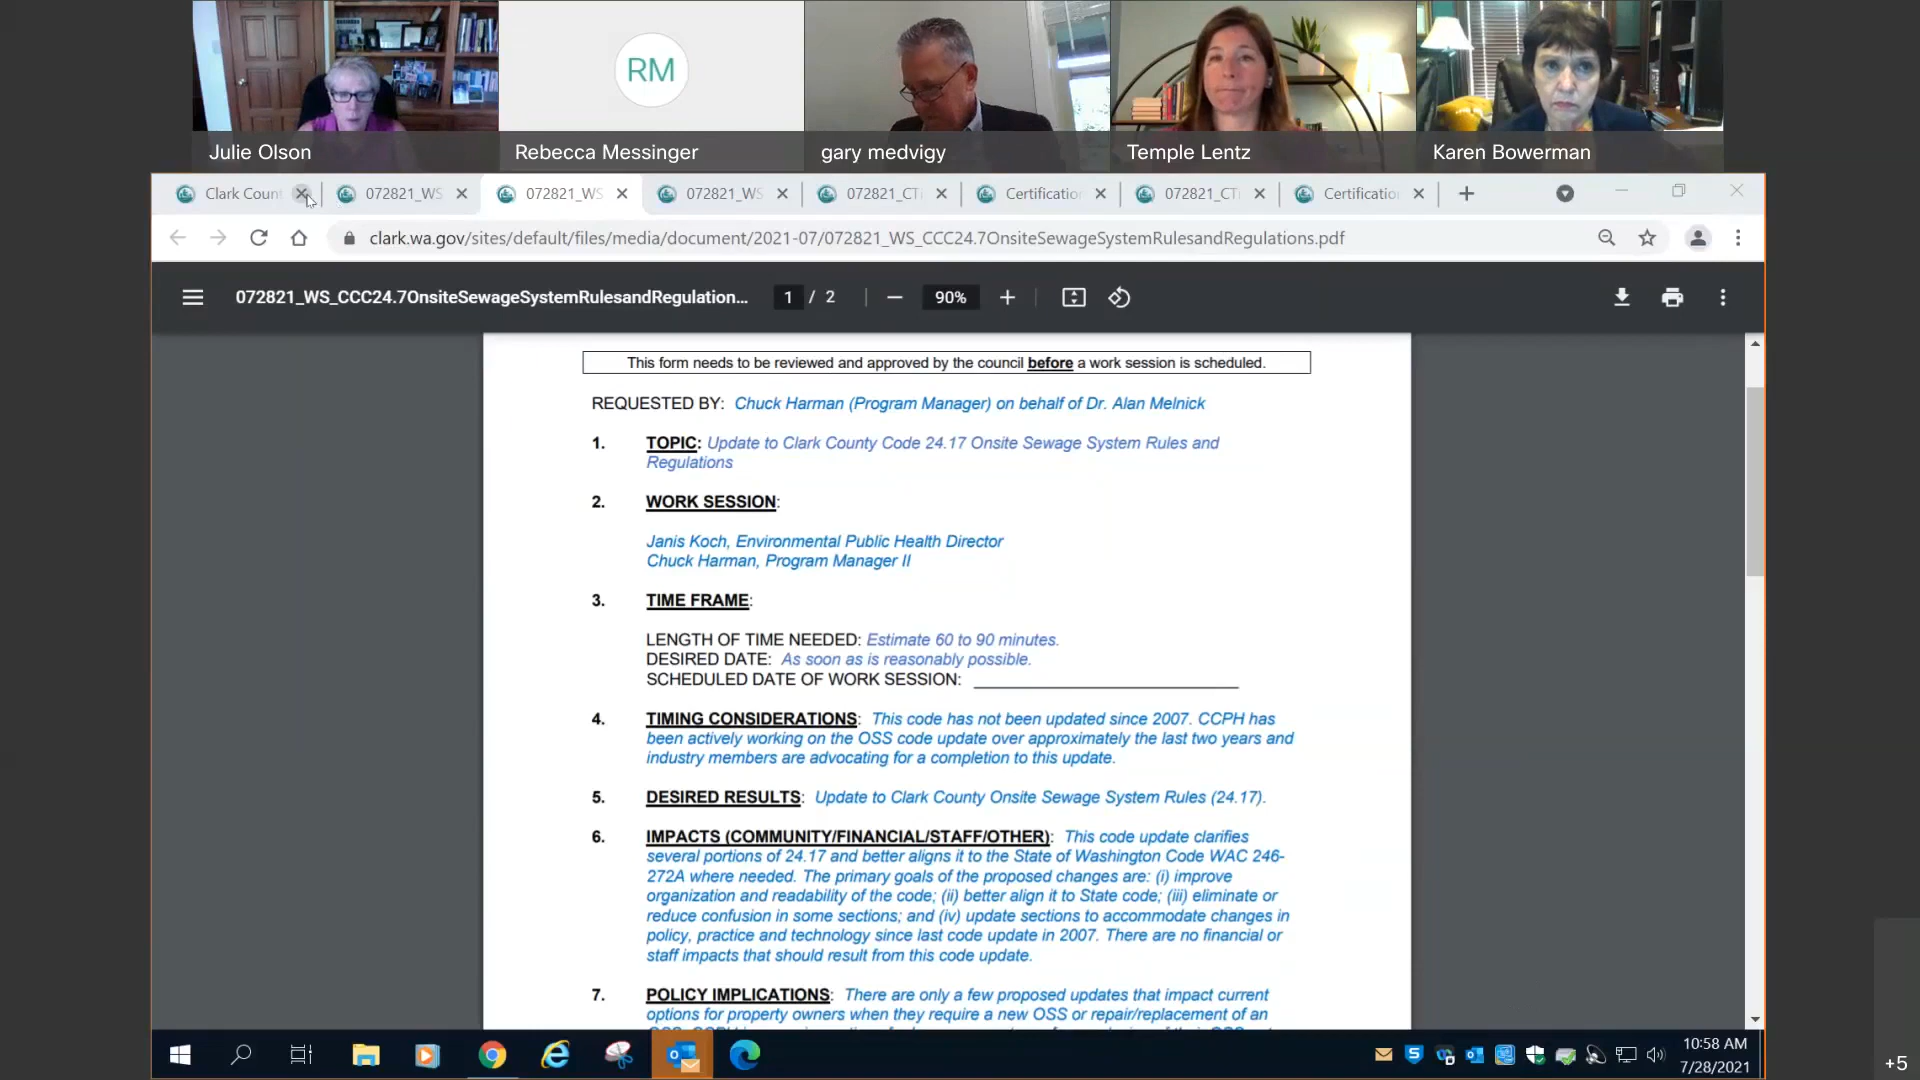 RM
Julie Olson
Rebecca Messinger
gary medvigy
Temple Lentz
Karen Bowerman
Clark Count
072821_WS
072821_WS
072821_WS
072821_CT
Certificatio
072821_CT
Certificatio
clark.wa.gov/sites/default/files/media/document/2021-07/072821_WS_CCC24.7OnsiteSewageSystemRulesandRegulations.pdf
072821_WS_CCC24.7OnsiteSewageSystemRulesandRegulation... 1 / 2 90%
This form needs to be reviewed and approved by the council before a work session is scheduled.
REQUESTED BY: Chuck Harman (Program Manager) on behalf of Dr. Alan Melnick
1. TOPIC: Update to Clark County Code 24.17 Onsite Sewage System Rules and
Regulations
2. WORK SESSION:
Janis Koch, Environmental Public Health Director
Chuck Harman, Program Manager II
3. TIME FRAME:
LENGTH OF TIME NEEDED: Estimate 60 to 90 minutes.
DESIRED DATE: As soon as is reasonably possible.
SCHEDULED DATE OF WORK SESSION:
4. TIMING CONSIDERATIONS: This code has not been updated since 2007. CCPH has
been actively working on the OSS code update over approximately the last two years and
industry members are advocating for a completion to this update.
5. DESIRED RESULTS: Update to Clark County Onsite Sewage System Rules (24.17).
6. IMPACTS (COMMUNITY/FINANCIAL/STAFF/OTHER): This code update clarifies
several portions of 24.17 and better aligns it to the State of Washington Code WAC 246-
272A where needed. The primary goals of the proposed changes are: (i) improve
organization and readability of the code; (ii) better align it to State code; (iii) eliminate or
reduce confusion in some sections; and (iv) update sections to accommodate changes in
policy, practice and technology since last code update in 2007. There are no financial or
staff impacts that should result from this code update.
7. POLICY IMPLICATIONS: There are only a few proposed updates that impact current
options for property owners when they require a new OSS or repair/replacement of an
10:58 AM
7/28/2021
+5